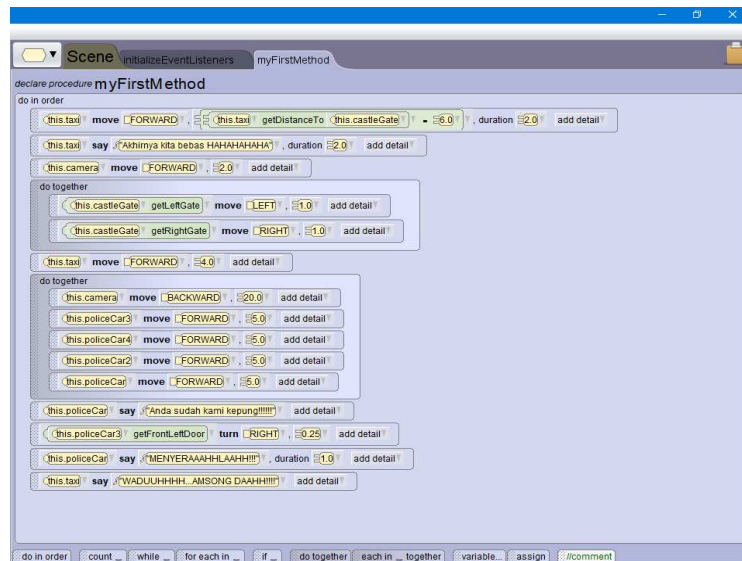 Scene initializeEventListeners myFirstMethod
declare procedure myFirstMethod
do in order
this.taxi move FORWARD , this.taxi getDistanceTo this.castleGate - 6.0 , duration 2.0 add detail
this.taxi say "Akhirnya kita bebas HAHAHAHAHA" , duration 2.0 add detail
this.camera move FORWARD , 2.0 add detail
do together
this.castleGate getLeftGate move LEFT , 1.0 add detail
this.castleGate getRightGate move RIGHT , 1.0 add detail
this.taxi move FORWARD , 4.0 add detail
do together
this.camera move BACKWARD , 20.0 add detail
this.policeCar3 move FORWARD , 5.0 add detail
this.policeCar4 move FORWARD , 5.0 add detail
this.policeCar2 move FORWARD , 5.0 add detail
this.policeCar move FORWARD , 5.0 add detail
this.policeCar say "Anda sudah kami kepung!!!!!!" add detail
this.policeCar3 getFrontLeftDoor turn RIGHT , 0.25 add detail
this.policeCar say "MENYERAAAHHLAAHH!!!" , duration 1.0 add detail
this.taxi say "WADUUHHHH...AMSONG DAAHH!!!!" add detail
do in order count _ while _ for each in _ if _ do together each in _ together variable... assign //comment